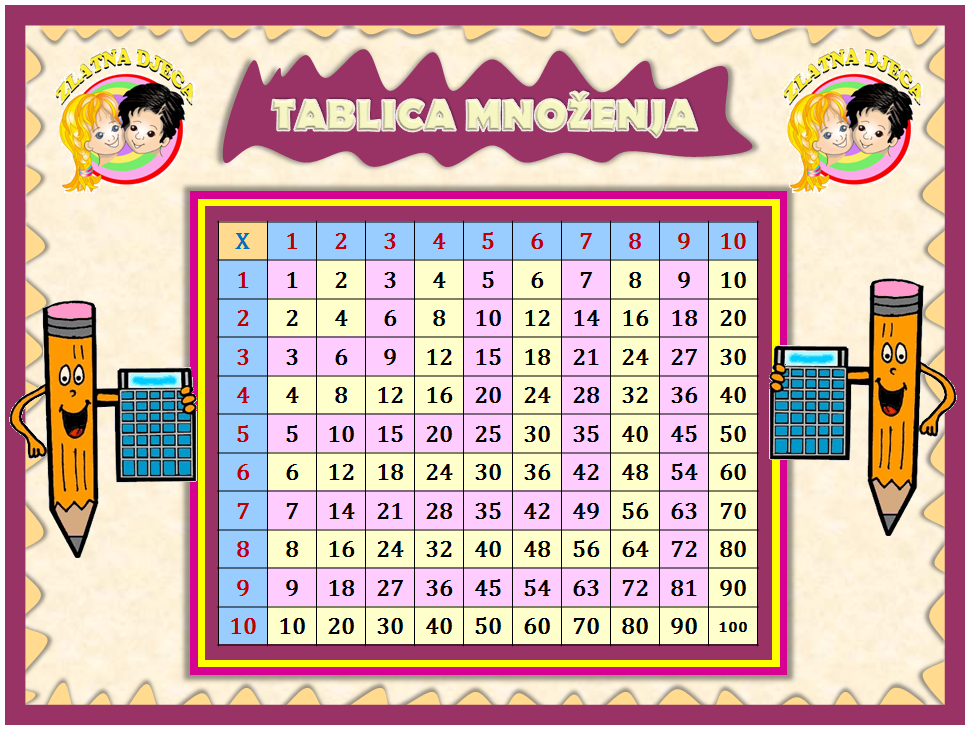 ZLATNA DJECA
TABLICA MNOŽENJA
ZLATNA DJECA
X 1 2 3 4 5 6 7 8 9 10
1 1 2 3 4 5 6 7 8 9 10
2 2 4 6 8 10 12 14 16 18 20
3 3 6 9 12 15 18 21 24 27 30
4 4 8 12 16 20 24 28 32 36 40
5 5 10 15 20 25 30 35 40 45 50
6 6 12 18 24 30 36 42 48 54 60
7 7 14 21 28 35 42 49 56 63 70
8 8 16 24 32 40 48 56 64 72 80
9 9 18 27 36 45 54 63 72 81 90
10 10 20 30 40 50 60 70 80 90 100